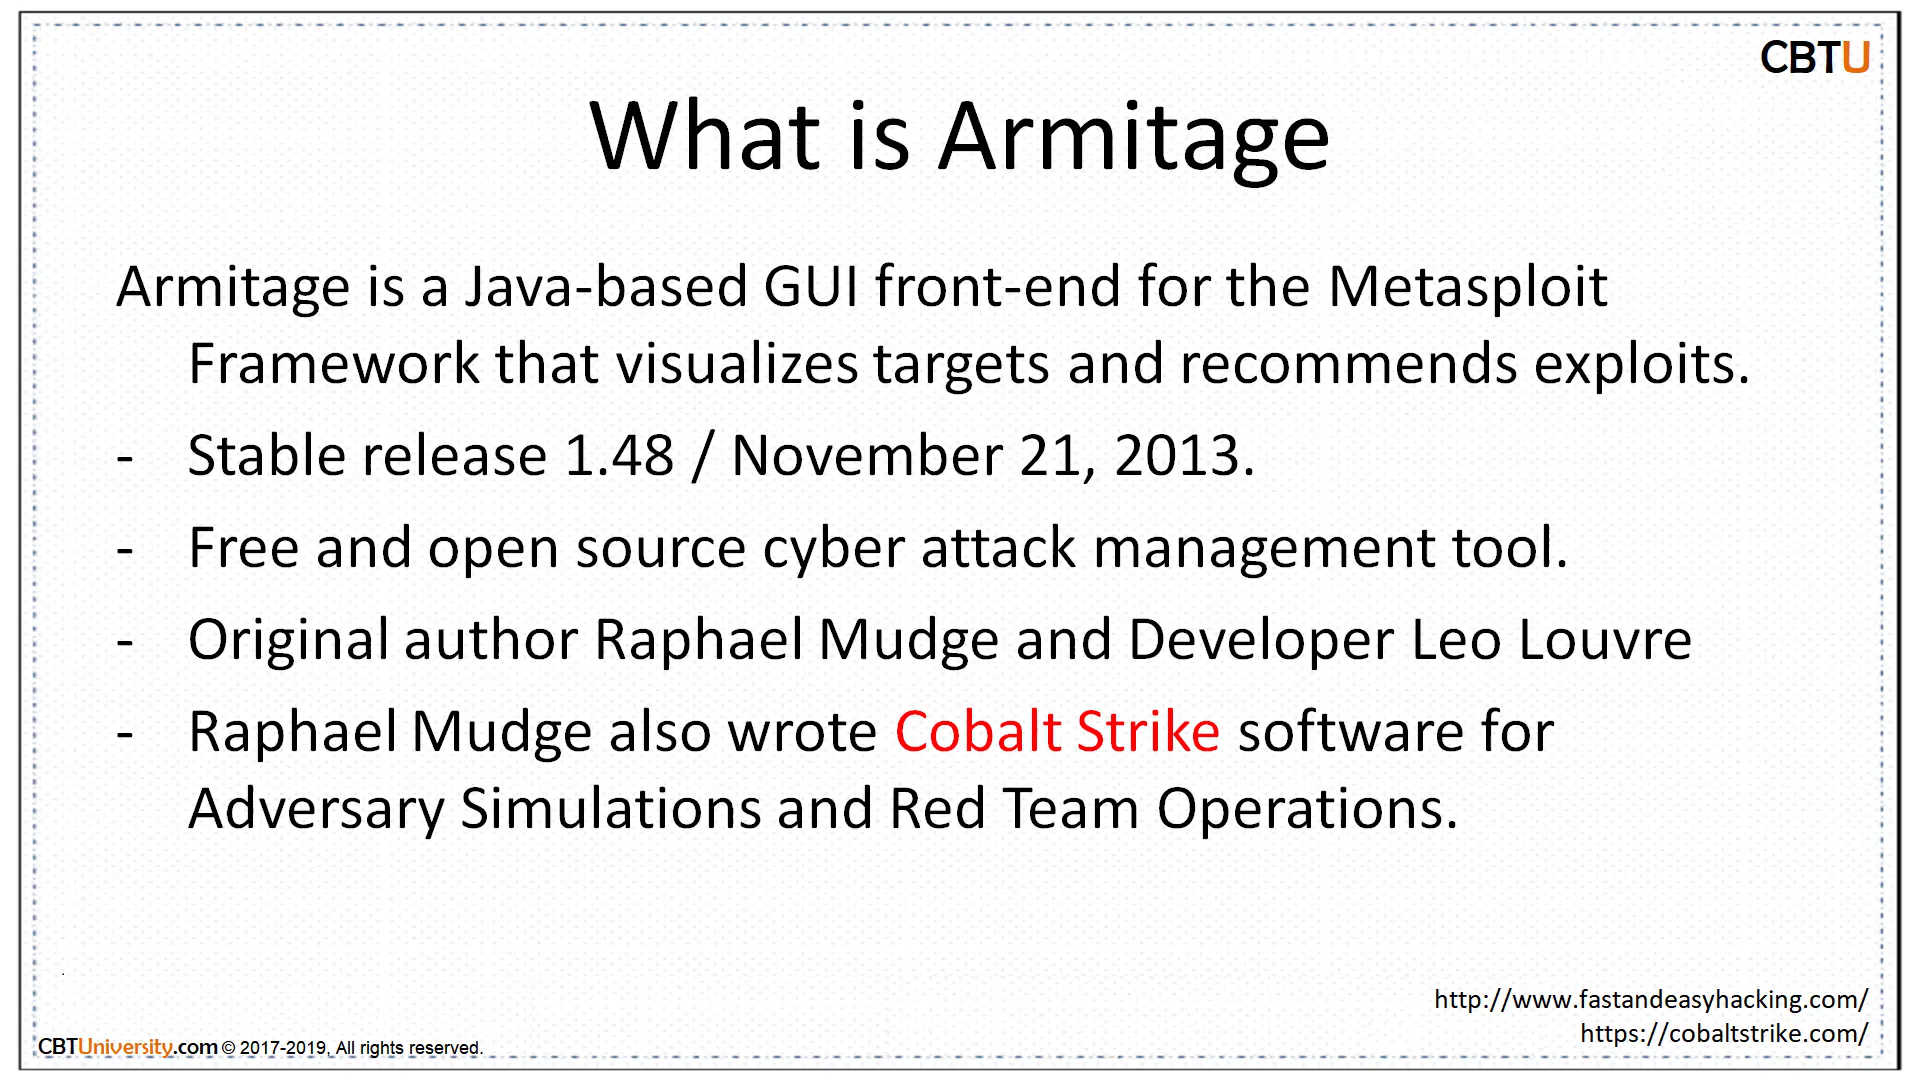 CBTU
What is Armitage
Armitage is a Java-based GUI front-end for the Metasploit
Framework that visualizes targets and recommends exploits.
- Stable release 1.48 / November 21, 2013.
- Free and open source cyber attack management tool.
- Original author Raphael Mudge and Developer Leo Louvre
- Raphael Mudge also wrote Cobalt Strike software for
Adversary Simulations and Red Team Operations.
http://www.fastandeasyhacking.com/
https://cobaltstrike.com/
CBTUniversity.com © 2017-2019, All rights reserved.